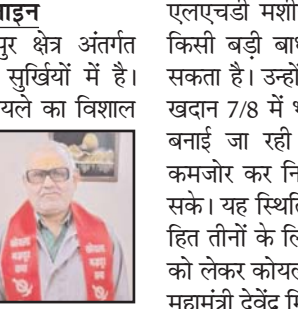 ाइन
पुर क्षेत्र अंतर्गत
सुर्खियों में है।
यले का विशाल
एलएचडी मशी
किसी बड़ी बाध
सकता है। उन्हों
खदान 7/8 में भ
बनाई जा रही
कमजोर कर नि
सके। यह स्थिति
हित तीनों के लि
को लेकर कोयल
महामंत्री देवेंद्र मि